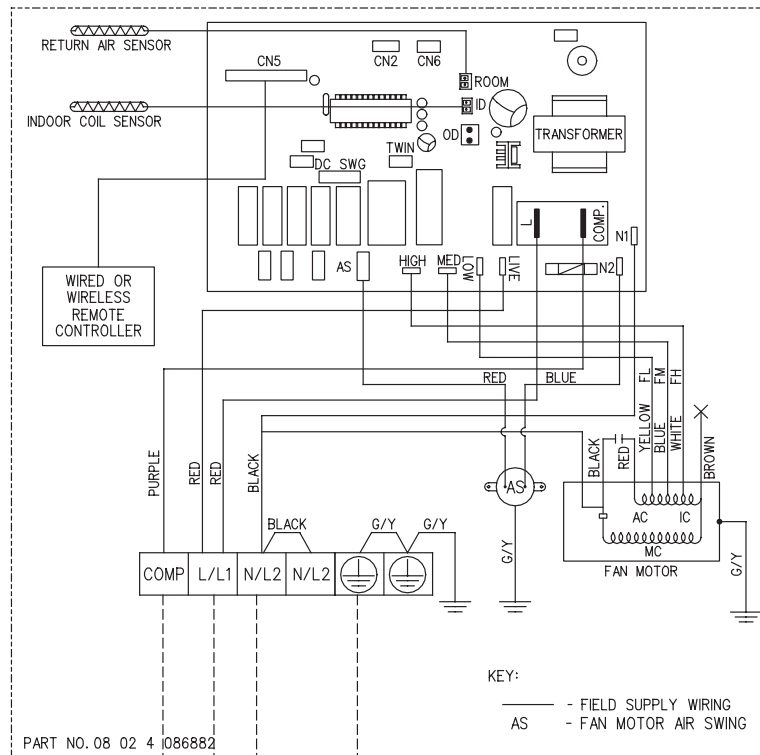 RETURN AIR SENSOR
CN5
CN2
CN6
ROOM
INDOOR COIL SENSOR
ID
OD
TRANSFORMER
TWIN
DC SWG
L
COMP.
N1
AS
HIGH
MED
LOW
LIVE
N2
WIRED OR
WIRELESS
REMOTE
CONTROLLER
RED
BLUE
FL
FM
FH
YELLOW
BLUE
WHITE
BROWN
PURPLE
RED
RED
BLACK
BLACK
RED
AS
AC
IC
MC
FAN MOTOR
BLACK
G/Y
G/Y
G/Y
G/Y
COMP
L/L1
N/L2
N/L2
KEY:
- FIELD SUPPLY WIRING
AS - FAN MOTOR AIR SWING
PART NO. 08 02 4 086882